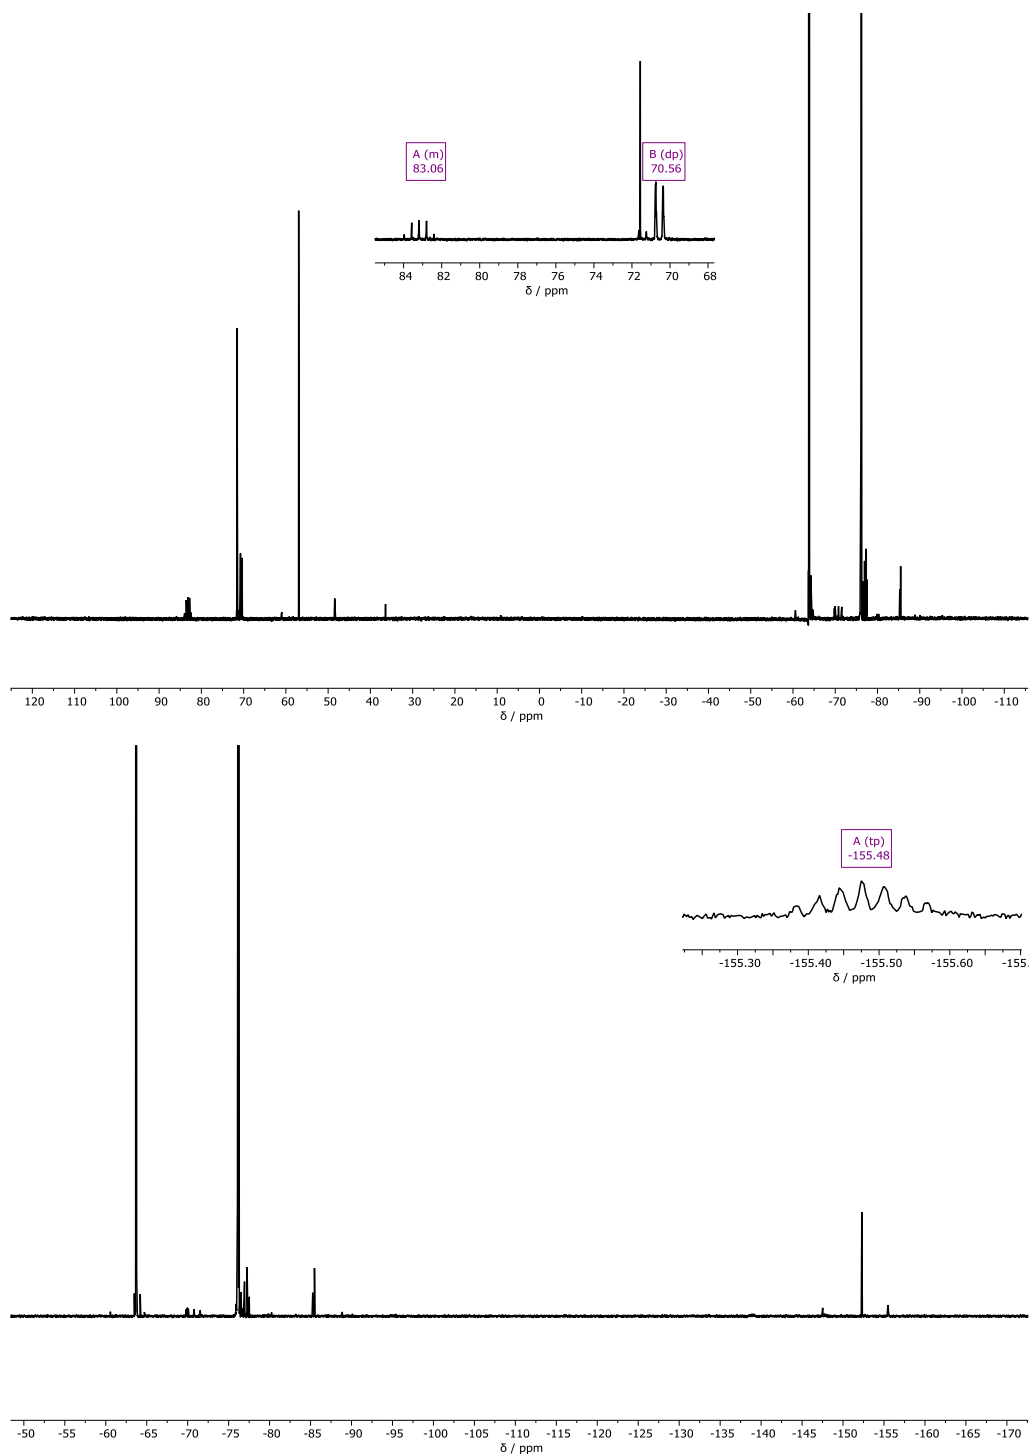 A (m)
83.06
B (dp)
70.56
84 82 80 78 76 74 72 70 68
δ / ppm
120 110 100 90 80 70 60 50 40 30 20 10 0 -10 -20 -30 -40 -50 -60 -70 -80 -90 -100 -110
δ / ppm
A (tp)
-155.48
-155.30 -155.40 -155.50 -155.60 -155.
δ / ppm
-50 -55 -60 -65 -70 -75 -80 -85 -90 -95 -100 -105 -110 -115 -120 -125 -130 -135 -140 -145 -150 -155 -160 -165 -170
δ / ppm